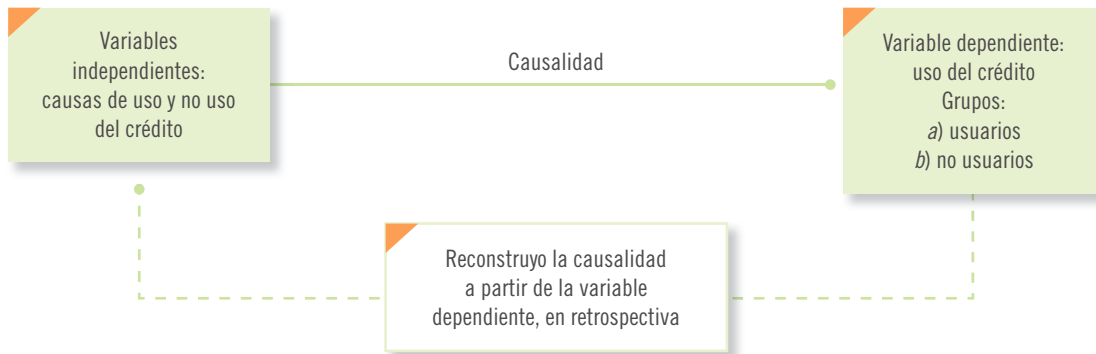 Variables
independientes:
causas de uso y no uso
del crédito
Causalidad
Variable dependiente:
uso del crédito
Grupos:
a) usuarios
b) no usuarios
Reconstruyo la causalidad
a partir de la variable
dependiente, en retrospectiva